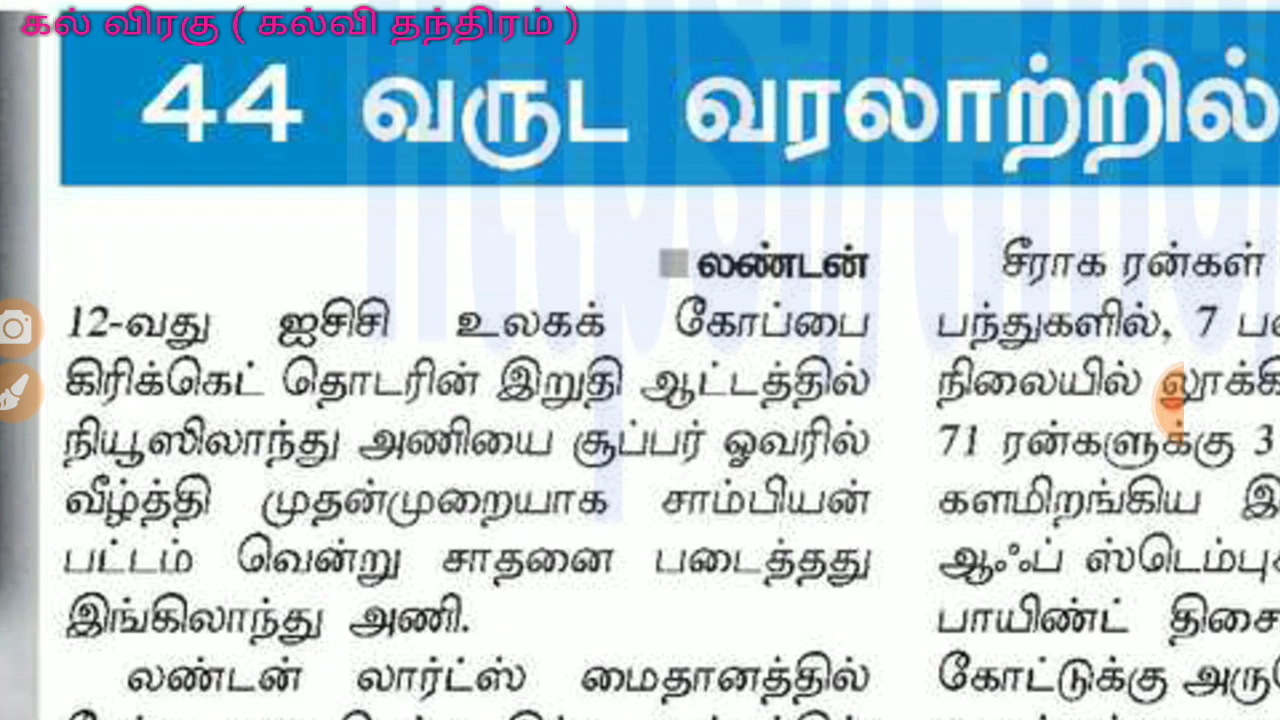 கல் விரகு ( கல்வி தந்திரம் )
44 வருட வரலாற்றில்
லண்டன்
12-வது ஐசிசி உலகக் கோப்பை
கிரிக்கெட் தொடரின் இறுதி ஆட்டத்தில்
நியூஸிலாந்து அணியை சூப்பர் ஓவரில்
வீழ்த்தி முதன்முறையாக சாம்பியன்
பட்டம் வென்று சாதனை படைத்தது
இங்கிலாந்து அணி.
லண்டன் லார்ட்ஸ் மைதானத்தில்
சீராக ரன்கள்
பந்துகளில், 7
நிலையில்
71 ரன்களுக்கு 3
களமிறங்கிய
ஆஃப்
பாயிண்ட் திசை
கோட்டுக்கு